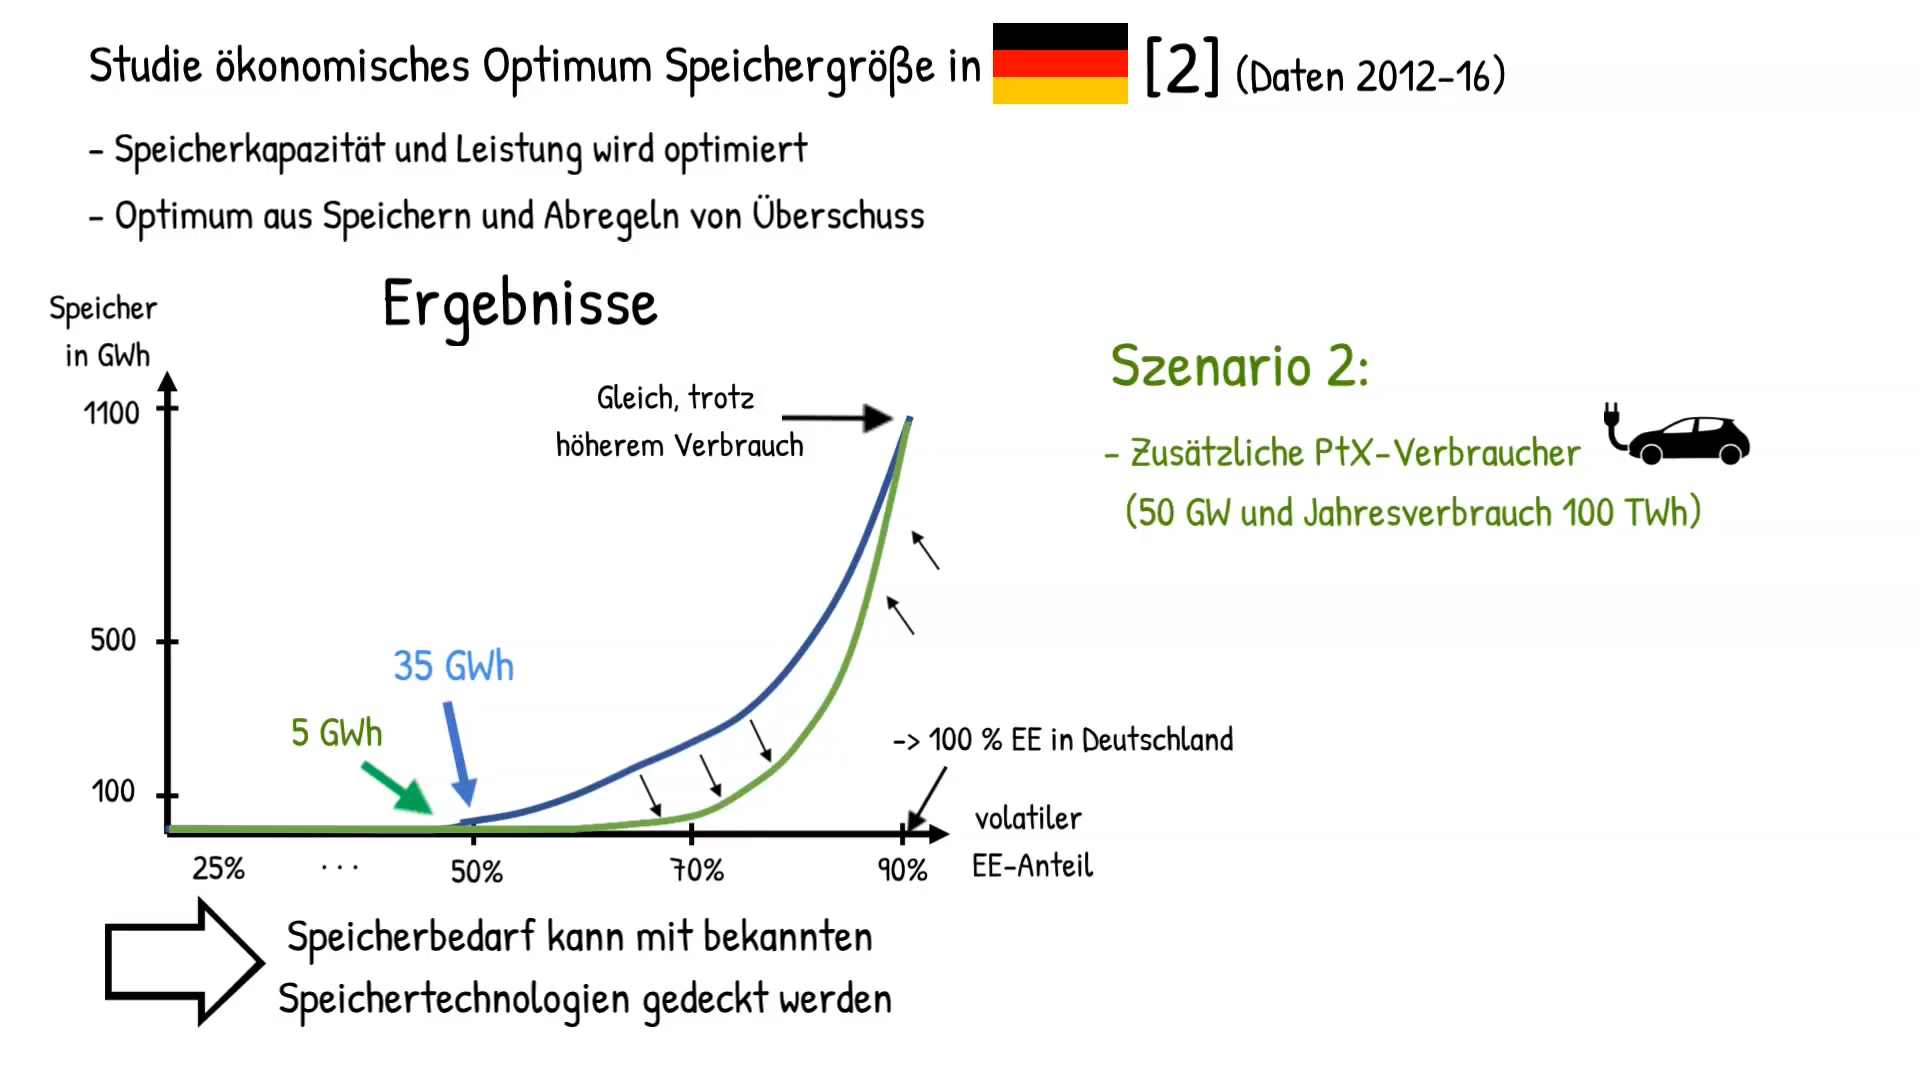 Studie ökonomisches Optimum Speichergröße in [2] (Daten 2012-16)
- Speicherkapazität und Leistung wird optimiert
- Optimum aus Speichern und Abregeln von Überschuss
Ergebnisse
Speicher
in GWh
1100
500
100
Gleich, trotz
höherem Verbrauch
35 GWh
5 GWh
-> 100 % EE in Deutschland
volatiler
EE-Anteil
25% ... 50% 70% 90%
Szenario 2:
- Zusätzliche PtX-Verbraucher
(50 GW und Jahresverbrauch 100 TWh)
Speicherbedarf kann mit bekannten
Speichertechnologien gedeckt werden